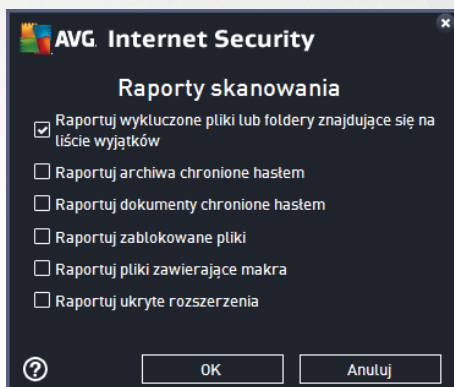 AVG Internet Security
Raporty skanowania
Raportuj wykluczone pliki lub foldery znajdujące się na
liście wyjątków
Raportuj archiwa chronione hasłem
Raportuj dokumenty chronione hasłem
Raportuj zablokowane pliki
Raportuj pliki zawierające makra
Raportuj ukryte rozszerzenia
OK
Anuluj